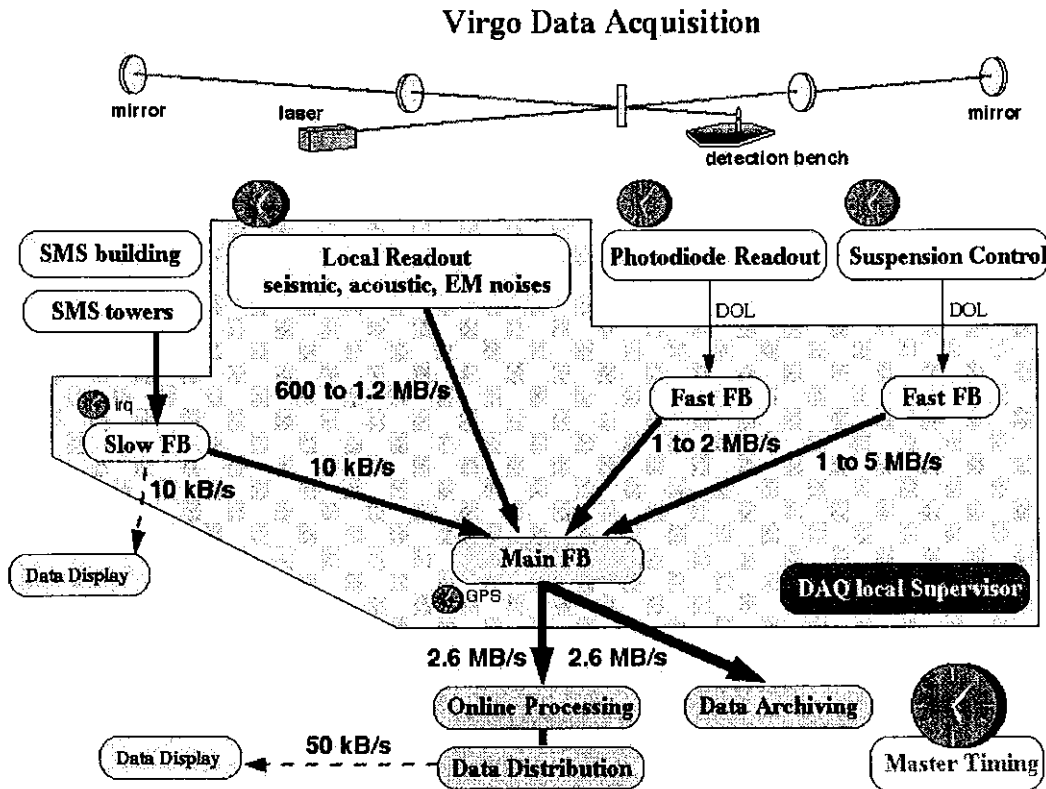 Virgo Data Acquisition
mirror
laser
mirror
detection bench
SMS building
Local Readout
seismic, acoustic, EM noises
Photodiode Readout
Suspension Control
SMS towers
DOL
DOL
600 to 1.2 MB/s
Fast FB
Fast FB
irq
Slow FB
10 kB/s
1 to 2 MB/s
1 to 5 MB/s
10 kB/s
Main FB
Data Display
GPS
DAQ local Supervisor
2.6 MB/s
2.6 MB/s
Online Processing
Data Archiving
Data Display
50 kB/s
Data Distribution
Master Timing